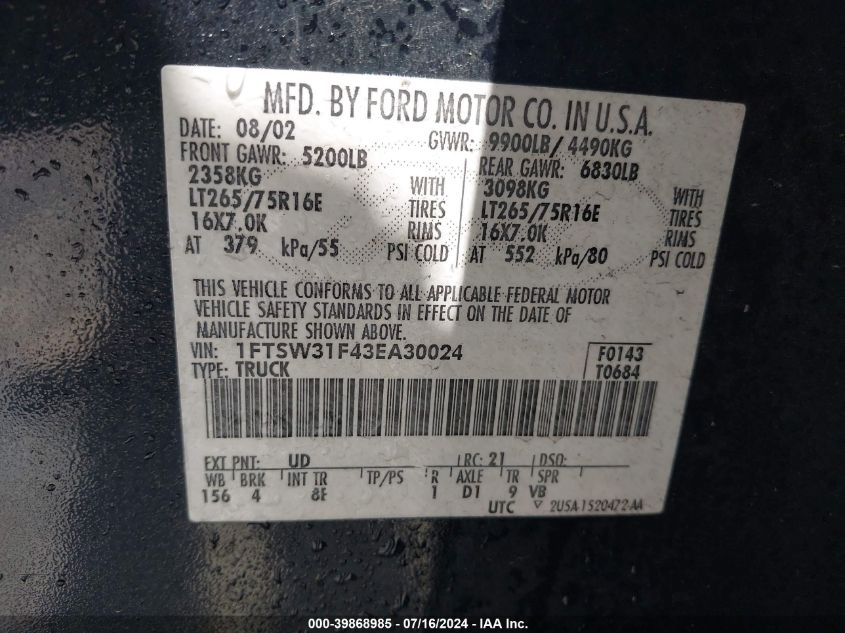 MFD. BY FORD MOTOR CO. IN U.S.A.
DATE: 08/02 GVWR: 9900LB/ 4490KG
FRONT GAWR: 5200LB REAR GAWR: 6830LB
2358KG WITH 3098KG WITH
LT265/75R16E TIRES LT265/75R16E TIRES
16X7.0K RIMS 16X7.0K RIMS
AT 379 kPa/55 PSI COLD AT 552 kPa/80 PSI COLD
THIS VEHICLE CONFORMS TO ALL APPLICABLE FEDERAL MOTOR
VEHICLE SAFETY STANDARDS IN EFFECT ON THE DATE OF
MANUFACTURE SHOWN ABOVE.
VIN: 1FTSW31F43EA30024 F0143
TYPE: TRUCK T0684
EXT PNT: UD RC: 21 DSO:
WB BRK INT TR TP/PS R AXLE TR SPR
156 4 8F 1 D1 9 VB
UTC 2USA-1520472-AA
000-39868985 / 07/16/2024 - IAA Inc.